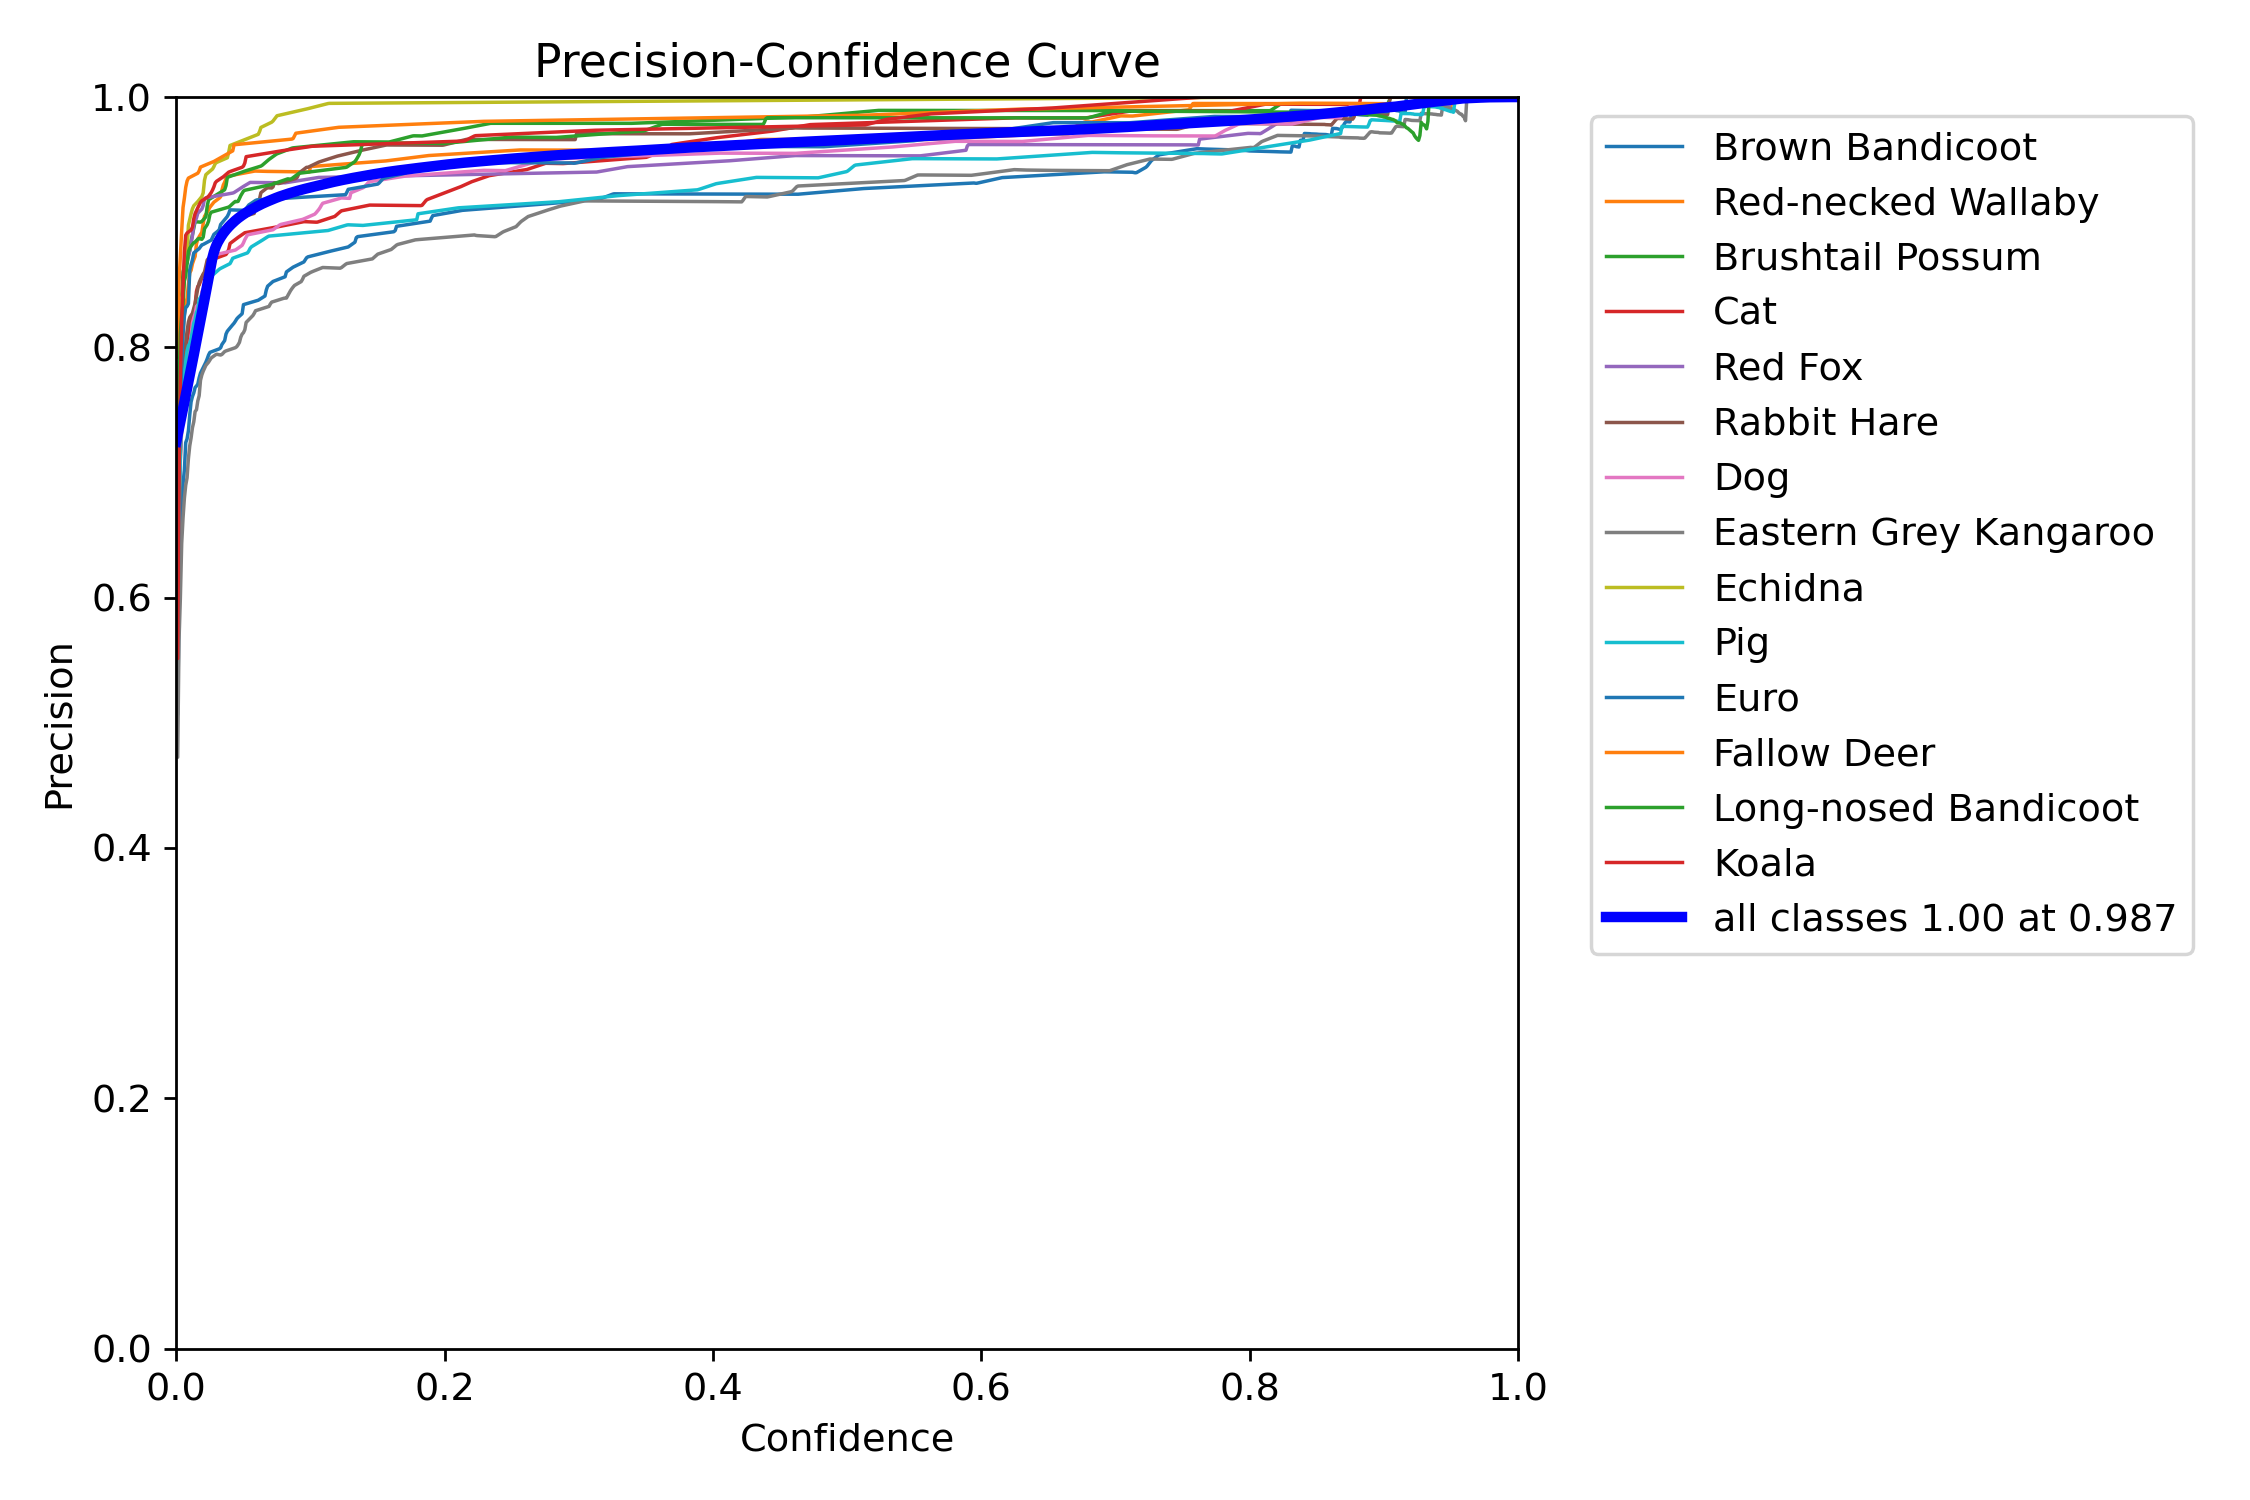 Precision-Confidence Curve
1.0
0.8
0.6
0.4
0.2
0.0
Precision
0.0 0.2 0.4 0.6 0.8 1.0
Confidence
Brown Bandicoot
Red-necked Wallaby
Brushtail Possum
Cat
Red Fox
Rabbit Hare
Dog
Eastern Grey Kangaroo
Echidna
Pig
Euro
Fallow Deer
Long-nosed Bandicoot
Koala
all classes 1.00 at 0.987